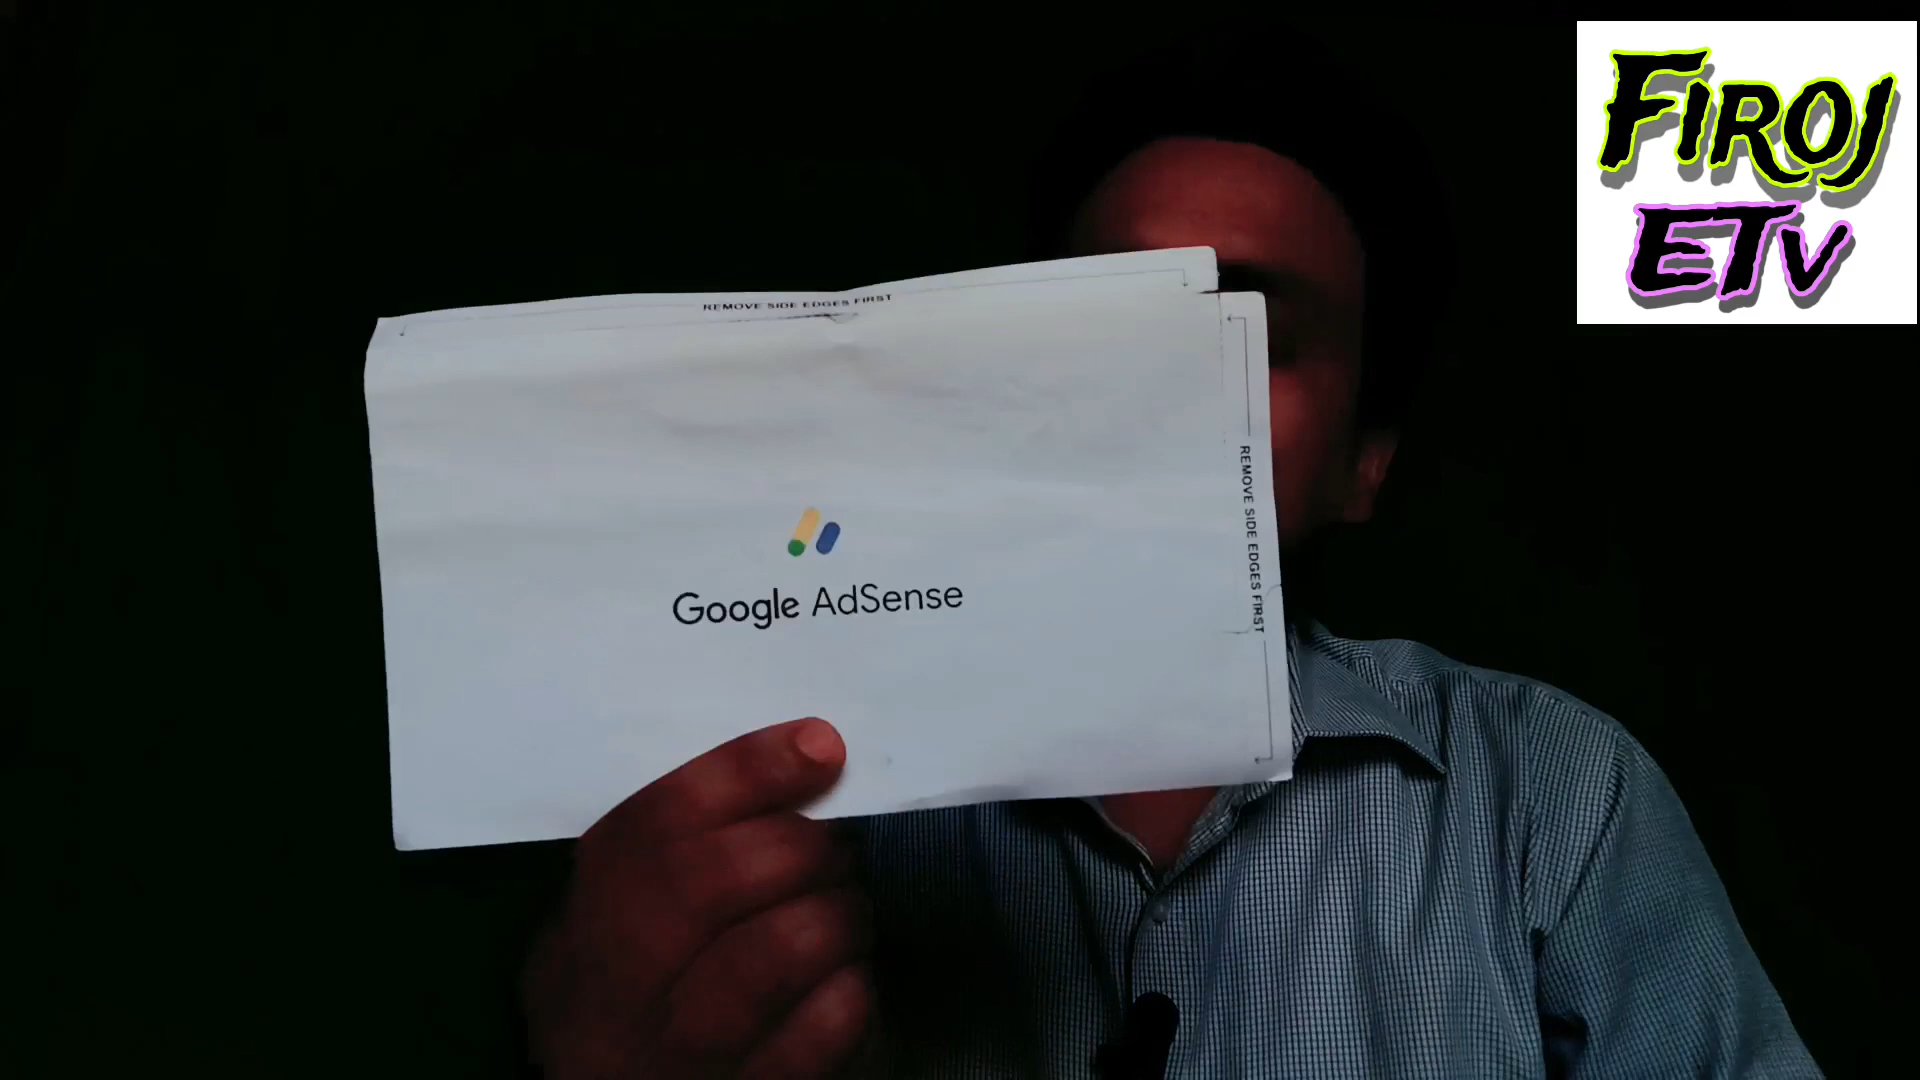 FIROJ
ETV
REMOVE SIDE EDGES FIRST
REMOVE SIDE EDGES FIRST
Google AdSense